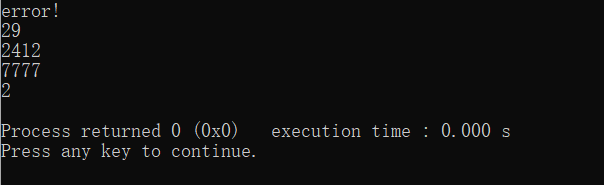 error!
29
2412
7777
2
Process returned 0 (0x0)   execution time : 0.000 s
Press any key to continue.